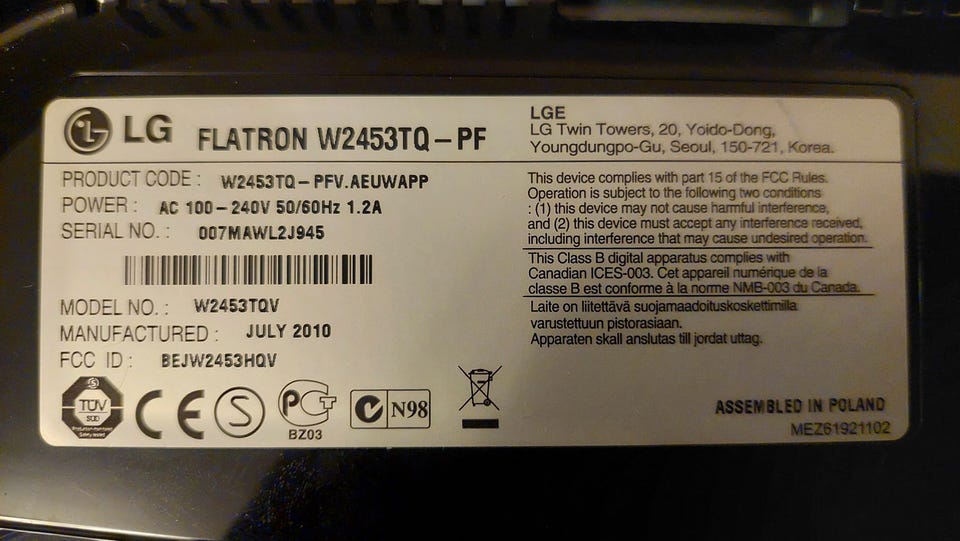 LG FLATRON W2453TQ-PF
LGE
LG Twin Towers, 20, Yoido-Dong,
Youngdungpo-Gu, Seoul, 150-721, Korea.
PRODUCT CODE : W2453TQ-PFV.AEUWAPP
POWER : AC 100-240V 50/60Hz 1.2A
SERIAL NO. : 007MAWL2J945
MODEL NO. : W2453TQV
MANUFACTURED : JULY 2010
FCC ID : BEJW2453HQV
This device complies with part 15 of the FCC Rules.
Operation is subject to the following two conditions
: (1) this device may not cause harmful interference,
and (2) this device must accept any interference received,
including interference that may cause undesired operation.
This Class B digital apparatus complies with
Canadian ICES-003. Cet appareil numérique de la
classe B est conforme à la norme NMB-003 du Canada.
Laite on liitettävä suojamaadoituskoskettimilla
varustettuun pistorasiaan.
Apparaten skall anslutas till jordat uttag.
TÜV
SÜD
Production monitored
Safety tested
CE
S
PCT
BZ03
N98
ASSEMBLED IN POLAND
MEZ61921102